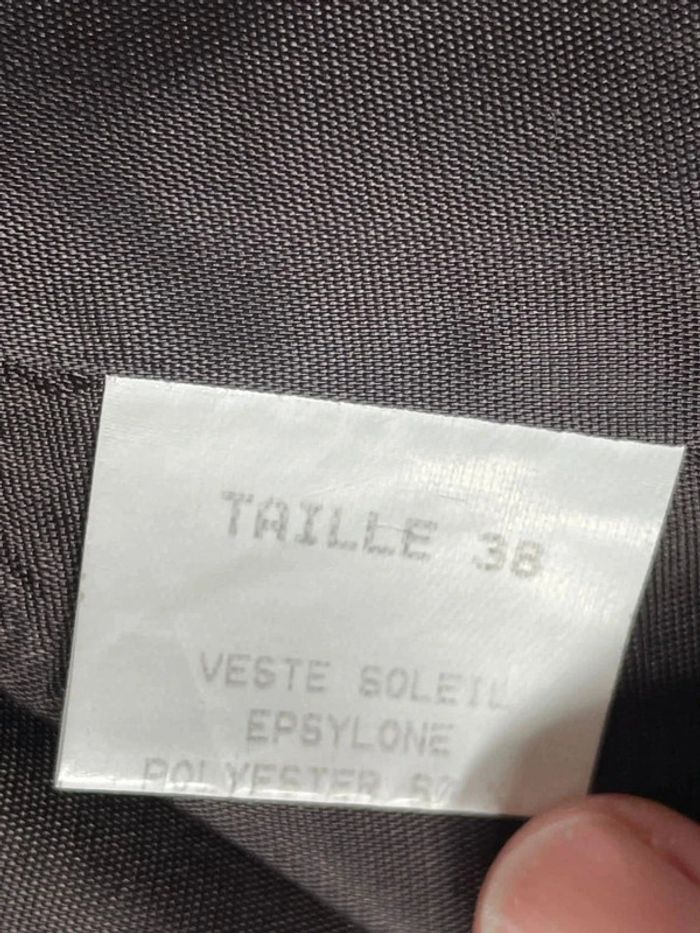 TAILLE 38
VESTE SOLEIL
EPSYLONE
POLYESTER